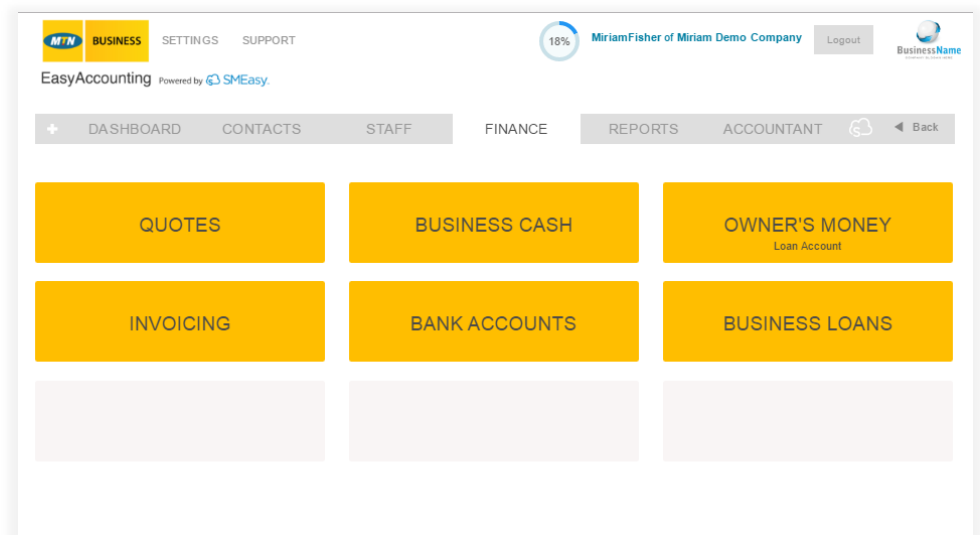 MTN BUSINESS SETTINGS SUPPORT 18% MiriamFisher of Miriam Demo Company Logout
BusinessName
EasyAccounting Powered by SMEasy.
DASHBOARD CONTACTS STAFF FINANCE REPORTS ACCOUNTANT Back
QUOTES BUSINESS CASH OWNER'S MONEY
Loan Account
INVOICING BANK ACCOUNTS BUSINESS LOANS